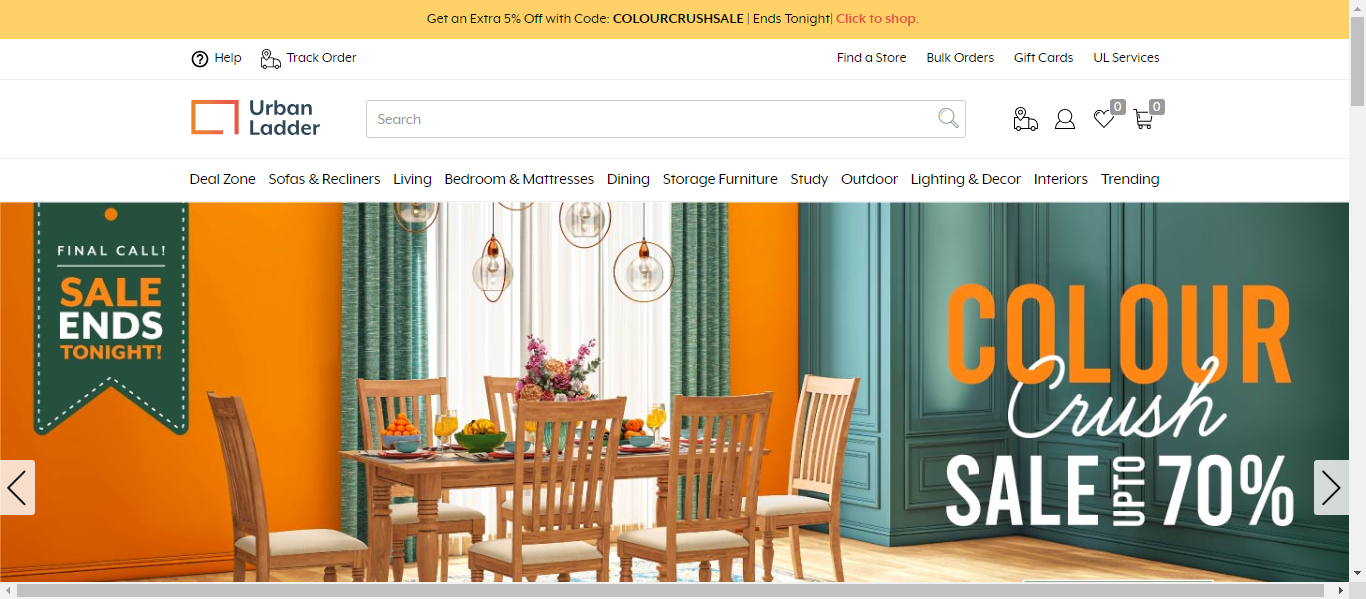 Get an Extra 5% Off with Code: COLOURCRUSHSALE | Ends Tonight| Click to shop.
Help Track Order Find a Store Bulk Orders Gift Cards UL Services
Urban
Ladder
Search
0 0
Deal Zone Sofas & Recliners Living Bedroom & Mattresses Dining Storage Furniture Study Outdoor Lighting & Decor Interiors Trending
FINAL CALL!
SALE
ENDS
TONIGHT!
COLOUR
Crush
SALE UPTO 70%